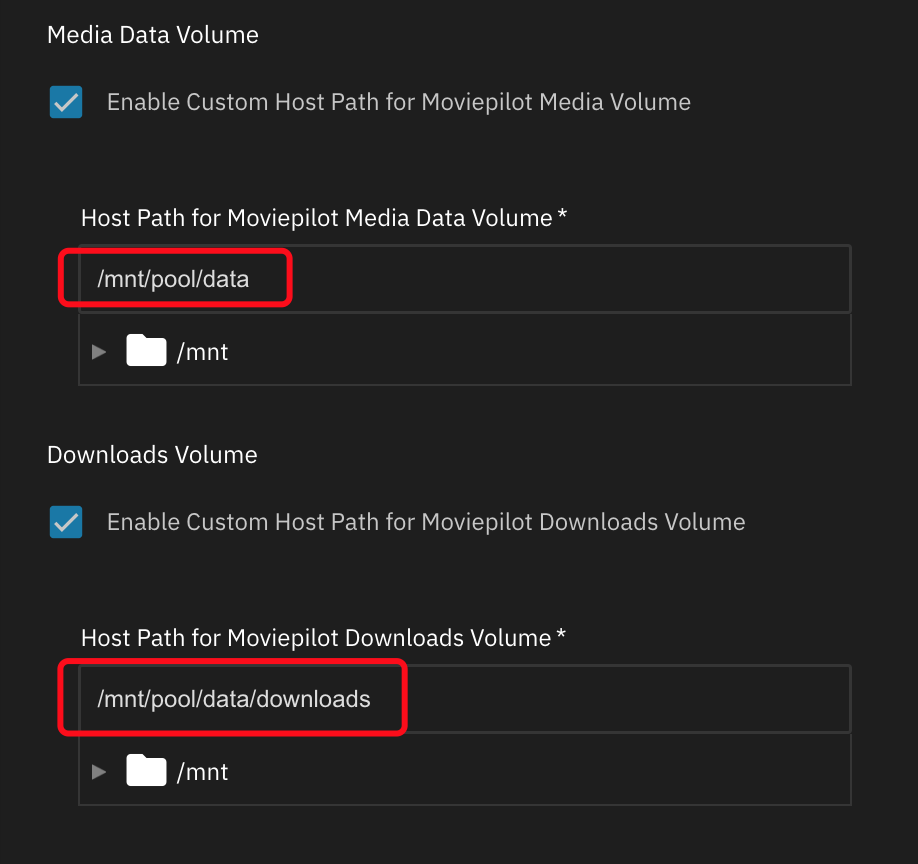 Media Data Volume
Enable Custom Host Path for Moviepilot Media Volume
Host Path for Moviepilot Media Data Volume *
/mnt/pool/data
/mnt
Downloads Volume
Enable Custom Host Path for Moviepilot Downloads Volume
Host Path for Moviepilot Downloads Volume *
/mnt/pool/data/downloads
/mnt